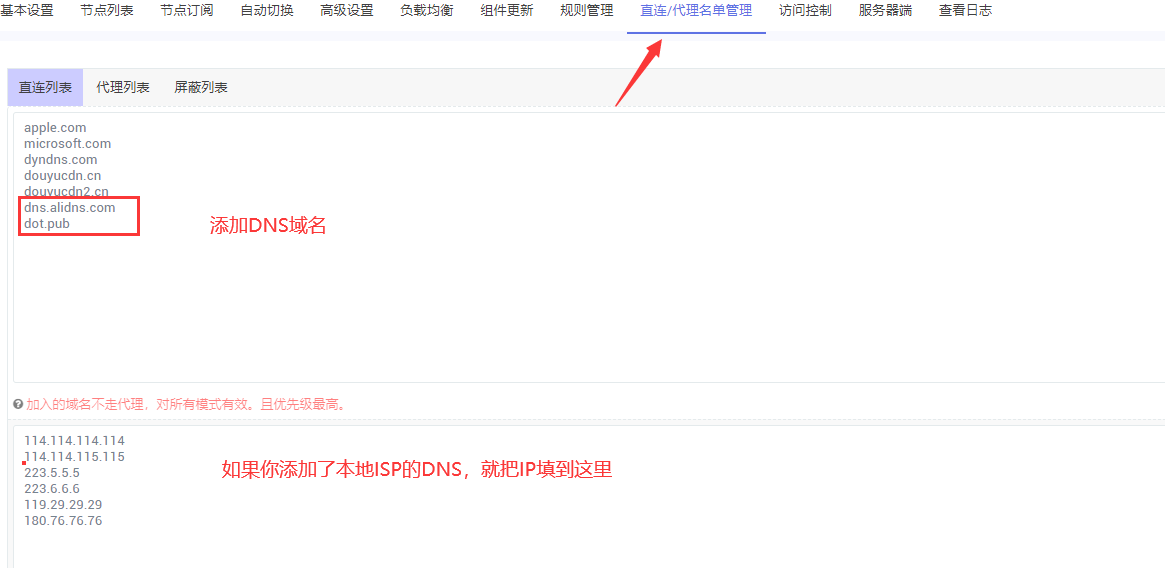 基本设置 节点列表 节点订阅 自动切换 高级设置 负载均衡 组件更新 规则管理 直连/代理名单管理 访问控制 服务器端 查看日志
直连列表 代理列表 屏蔽列表
apple.com
microsoft.com
dyndns.com
douyucdn.cn
douyucdn2.cn
dns.alidns.com
dot.pub
添加DNS域名
加入的域名不走代理，对所有模式有效。且优先级最高。
114.114.114.114
114.114.115.115
223.5.5.5
223.6.6.6
119.29.29.29
180.76.76.76
如果你添加了本地ISP的DNS，就把IP填到这里